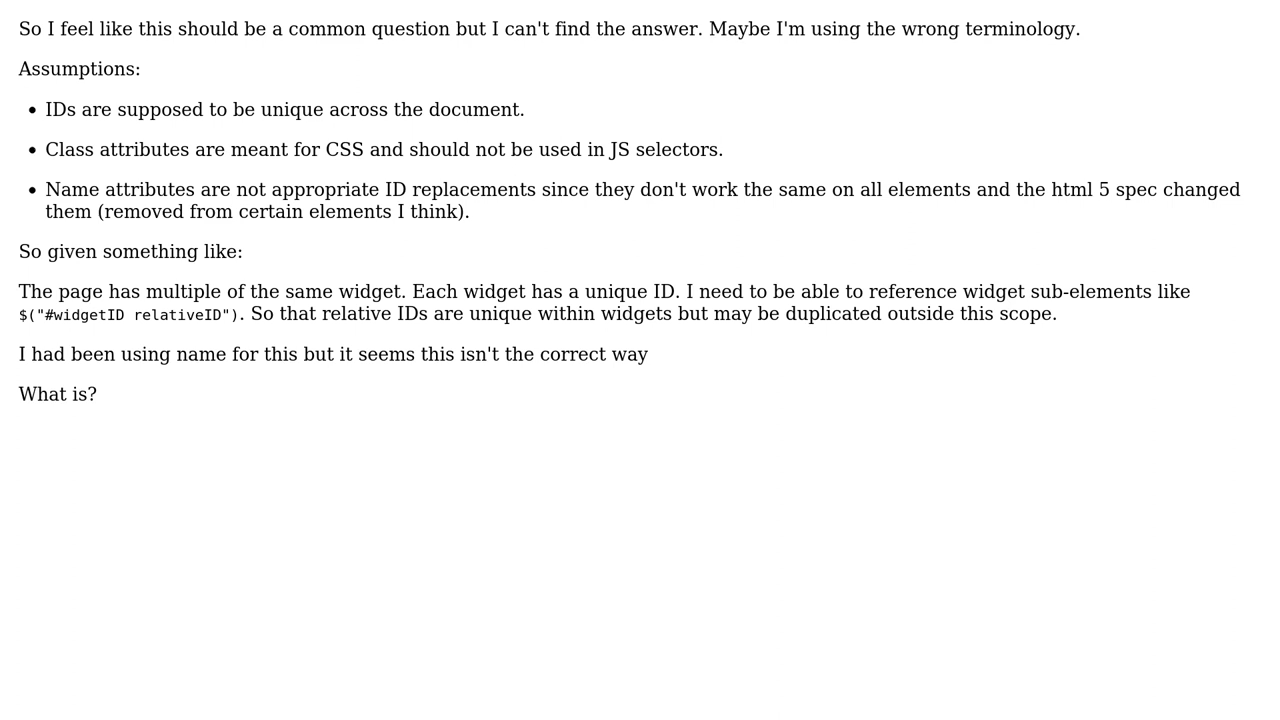 So I feel like this should be a common question but I can't find the answer. Maybe I'm using the wrong terminology.
Assumptions:
• IDs are supposed to be unique across the document.
• Class attributes are meant for CSS and should not be used in JS selectors.
• Name attributes are not appropriate ID replacements since they don't work the same on all elements and the html 5 spec changed
them (removed from certain elements I think).
So given something like:
The page has multiple of the same widget. Each widget has a unique ID. I need to be able to reference widget sub-elements like
$("#widgetID relativeID"). So that relative IDs are unique within widgets but may be duplicated outside this scope.
I had been using name for this but it seems this isn't the correct way
What is?